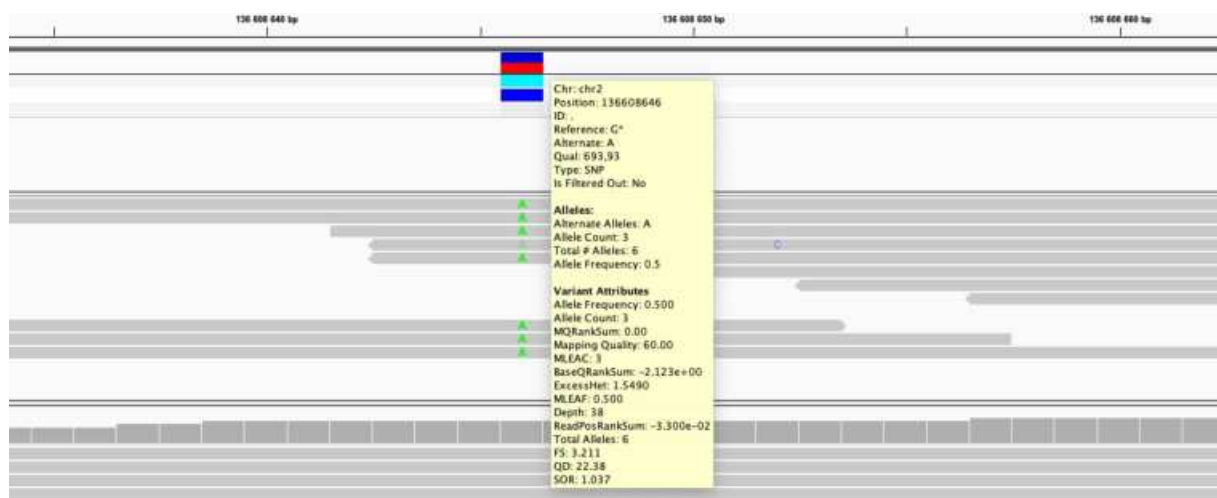 136 608 640 bp
136 608 650 bp
136 608 660 bp
Chr: chr2
Position: 136608646
ID: .
Reference: G*
Alternate: A
Qual: 693,93
Type: SNP
Is Filtered Out: No
Alleles:
Alternate Alleles: A
Allele Count: 3
Total # Alleles: 6
Allele Frequency: 0.5
Variant Attributes
Allele Frequency: 0.500
Allele Count: 3
MQRankSum: 0.00
Mapping Quality: 60.00
MLEAC: 3
BaseQRankSum: -2.123e+00
ExcessHet: 1.5490
MLEAF: 0.500
Depth: 38
ReadPosRankSum: -3.300e-02
Total Alleles: 6
FS: 3.211
QD: 22.38
SOR: 1.037
A
A
A
A
A
C
A
A
A